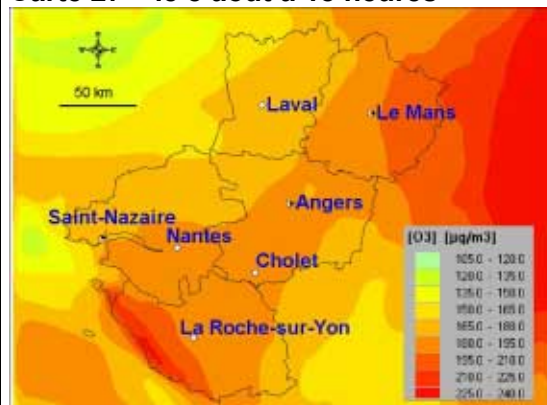 50 km
Laval
Le Mans
Angers
Saint-Nazaire
Nantes
Cholet
La Roche-sur-Yon
[O3] [µg/m3]
105.0 - 120.0
120.0 - 135.0
135.0 - 150.0
150.0 - 165.0
165.0 - 180.0
180.0 - 195.0
195.0 - 210.0
210.0 - 225.0
225.0 - 240.0